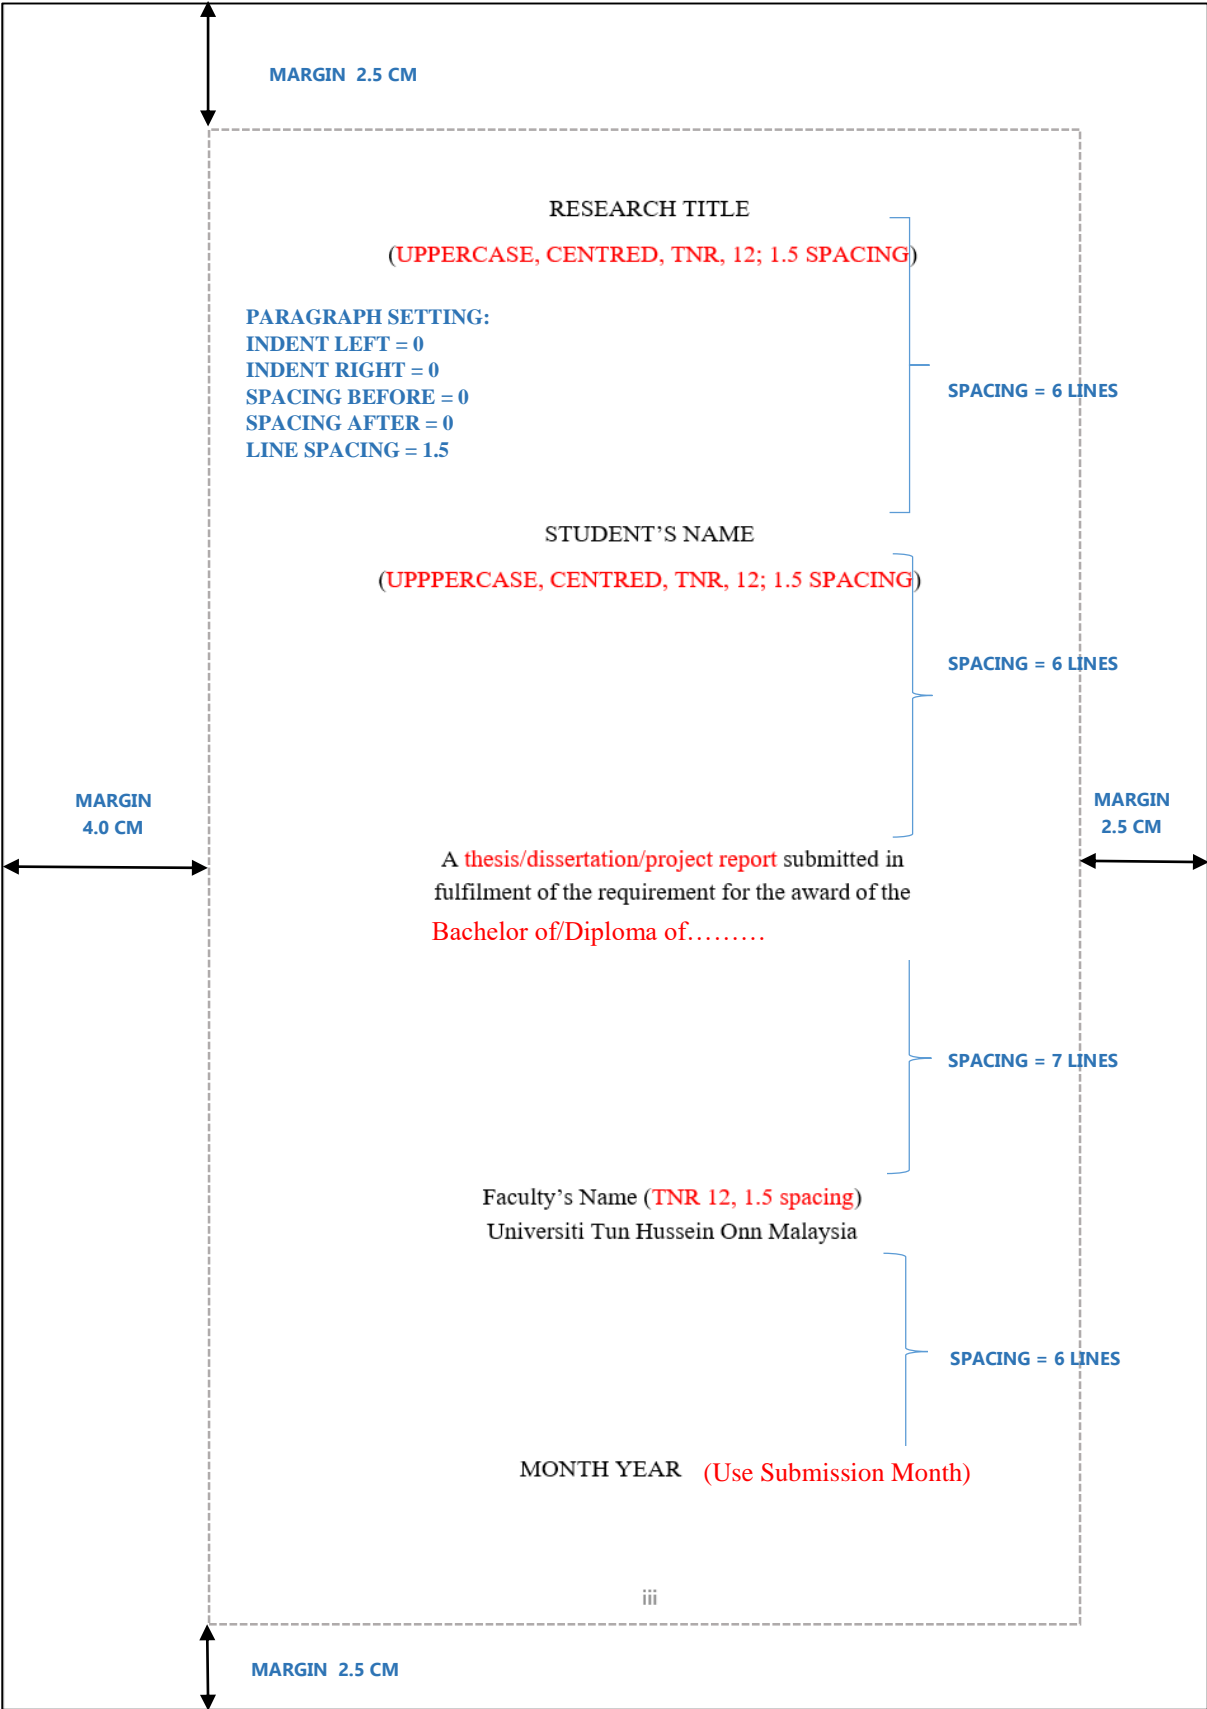 MARGIN 2.5 CM
RESEARCH TITLE
(UPPERCASE, CENTRED, TNR, 12; 1.5 SPACING)
PARAGRAPH SETTING:
INDENT LEFT = 0
INDENT RIGHT = 0
SPACING BEFORE = 0
SPACING AFTER = 0
LINE SPACING = 1.5
SPACING = 6 LINES
STUDENT’S NAME
(UPPPERCASE, CENTRED, TNR, 12; 1.5 SPACING)
SPACING = 6 LINES
MARGIN
4.0 CM
MARGIN
2.5 CM
A thesis/dissertation/project report submitted in
fulfilment of the requirement for the award of the
Bachelor of/Diploma of………
SPACING = 7 LINES
Faculty’s Name (TNR 12, 1.5 spacing)
Universiti Tun Hussein Onn Malaysia
SPACING = 6 LINES
MONTH YEAR (Use Submission Month)
iii
MARGIN 2.5 CM